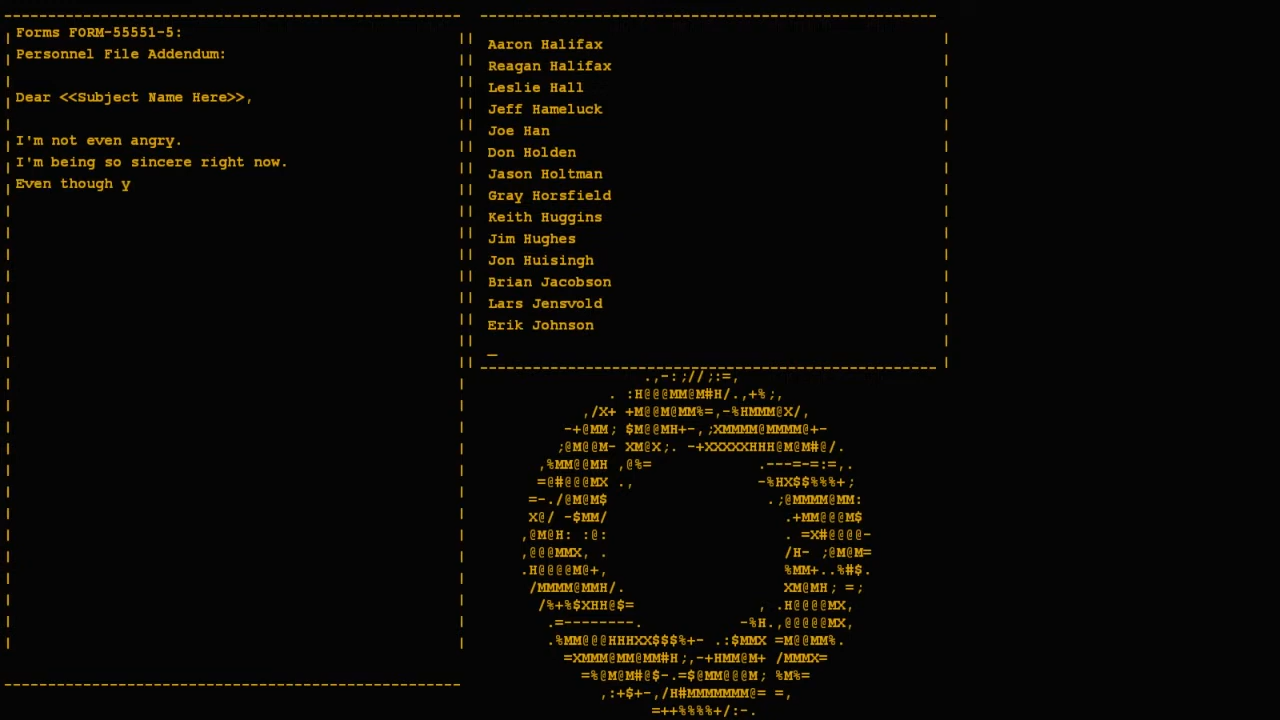 Forms FORM-55551-5:
Personnel File Addendum:
Dear <<Subject Name Here>>,
I'm not even angry.
I'm being so sincere right now.
Even though y
Aaron Halifax
Reagan Halifax
Leslie Hall
Jeff Hameluck
Joe Han
Don Holden
Jason Holtman
Gray Horsfield
Keith Huggins
Jim Hughes
Jon Huisingh
Brian Jacobson
Lars Jensvold
Erik Johnson